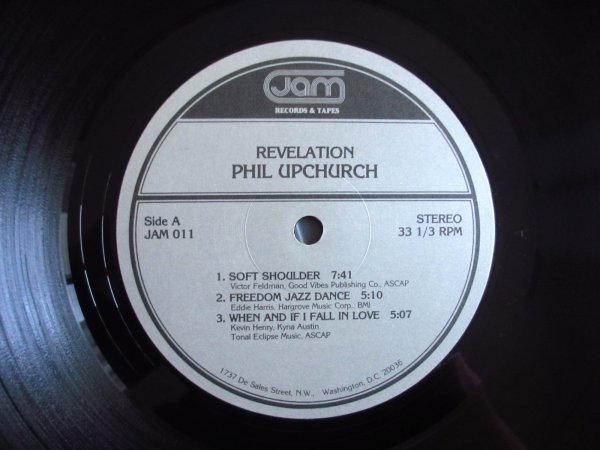 Jam
RECORDS & TAPES
REVELATION
PHIL UPCHURCH
Side A
JAM 011
STEREO
33 1/3 RPM
1. SOFT SHOULDER 7:41
Victor Feldman, Good Vibes Publishing Co., ASCAP
2. FREEDOM JAZZ DANCE 5:10
Eddie Harris, Hargrove Music Corp., BMI
3. WHEN AND IF I FALL IN LOVE 5:07
Kevin Henry, Kyna Austin
Tonal Eclipse Music, ASCAP
1737 De Sales Street, N.W., Washington, D.C. 20036